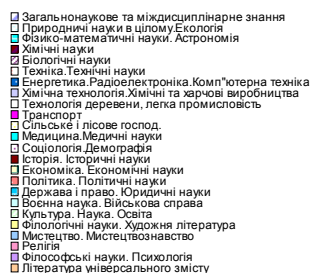 Загальнонаукове та міждисциплінарне знання
Природничі науки в цілому.Екологія
Фізико-математичні науки. Астрономія
Хімічні науки
Біологічні науки
Техніка.Технічні науки
Енергетика.Радіоелектроніка.Комп"ютерна техніка
Хімічна технологія.Хімічні та харчові виробництва
Технологія деревени, легка промисловість
Транспорт
Сільське і лісове господ.
Медицина.Медичні науки
Соціологія.Демографія
Історія. Історичні науки
Економіка. Економічні науки
Політика. Політичні науки
Держава і право. Юридичні науки
Воєнна наука. Військова справа
Культура. Наука. Освіта
Філологічні науки. Художня література
Мистецтво. Мистецтвознавство
Релігія
Філософські науки. Психологія
Література універсального змісту